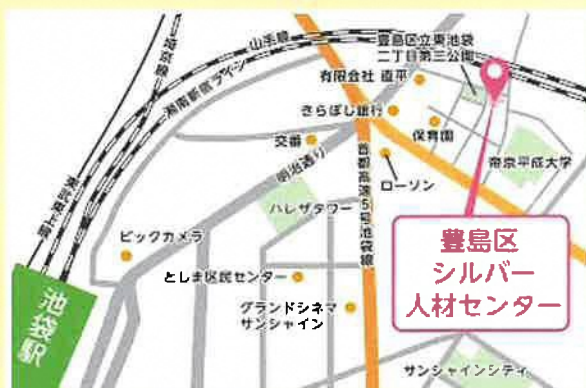 山手線
埼京線
湘南新宿ライン
東武東上線
豊島区立東池袋
二丁目第三公園
有限会社 直平
きらぼし銀行
保育園
交番
明治通り
首都高速5号池袋線
ローソン
帝京平成大学
ハレザタワー
ビックカメラ
としま区民センター
グランドシネマ
サンシャイン
豊島区
シルバー
人材センター
池袋駅
サンシャインシティ